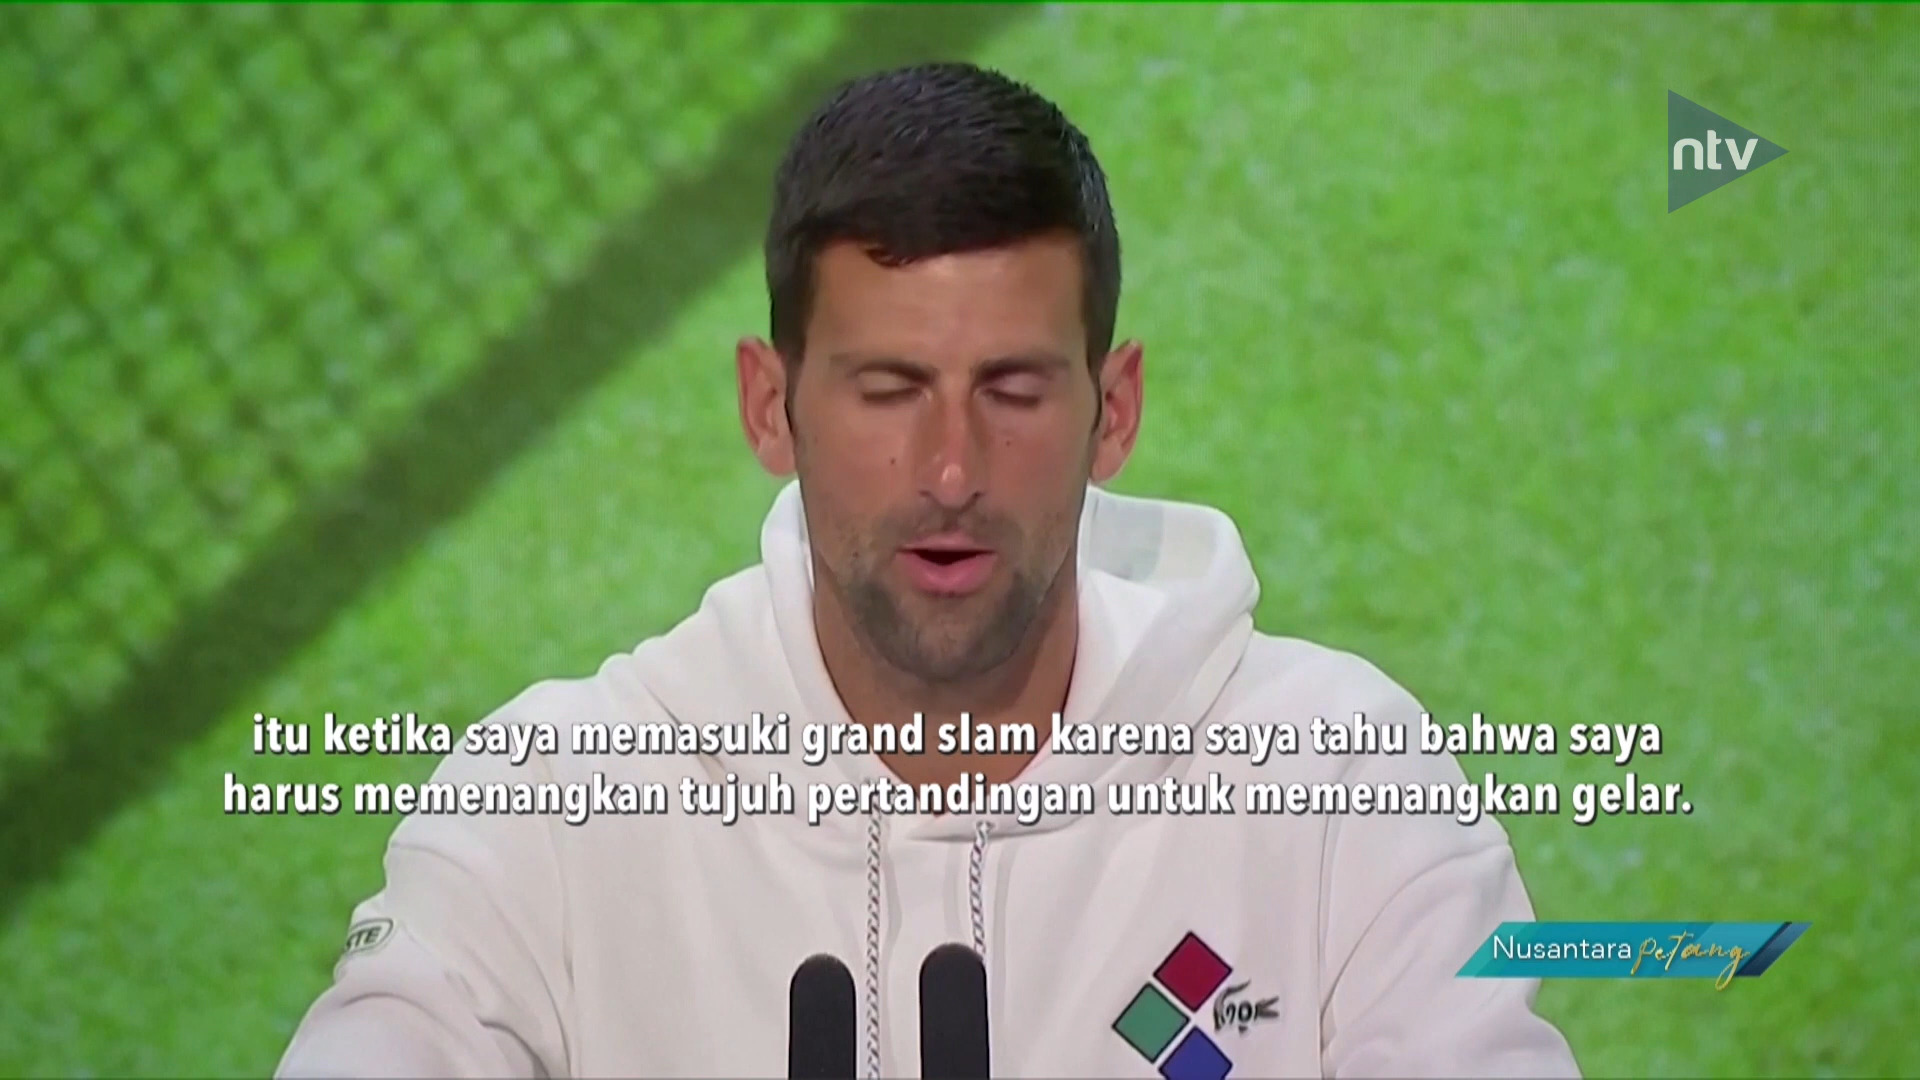 ntv
itu ketika saya memasuki grand slam karena saya tahu bahwa saya
harus memenangkan tujuh pertandingan untuk memenangkan gelar.
Nusantara Petang